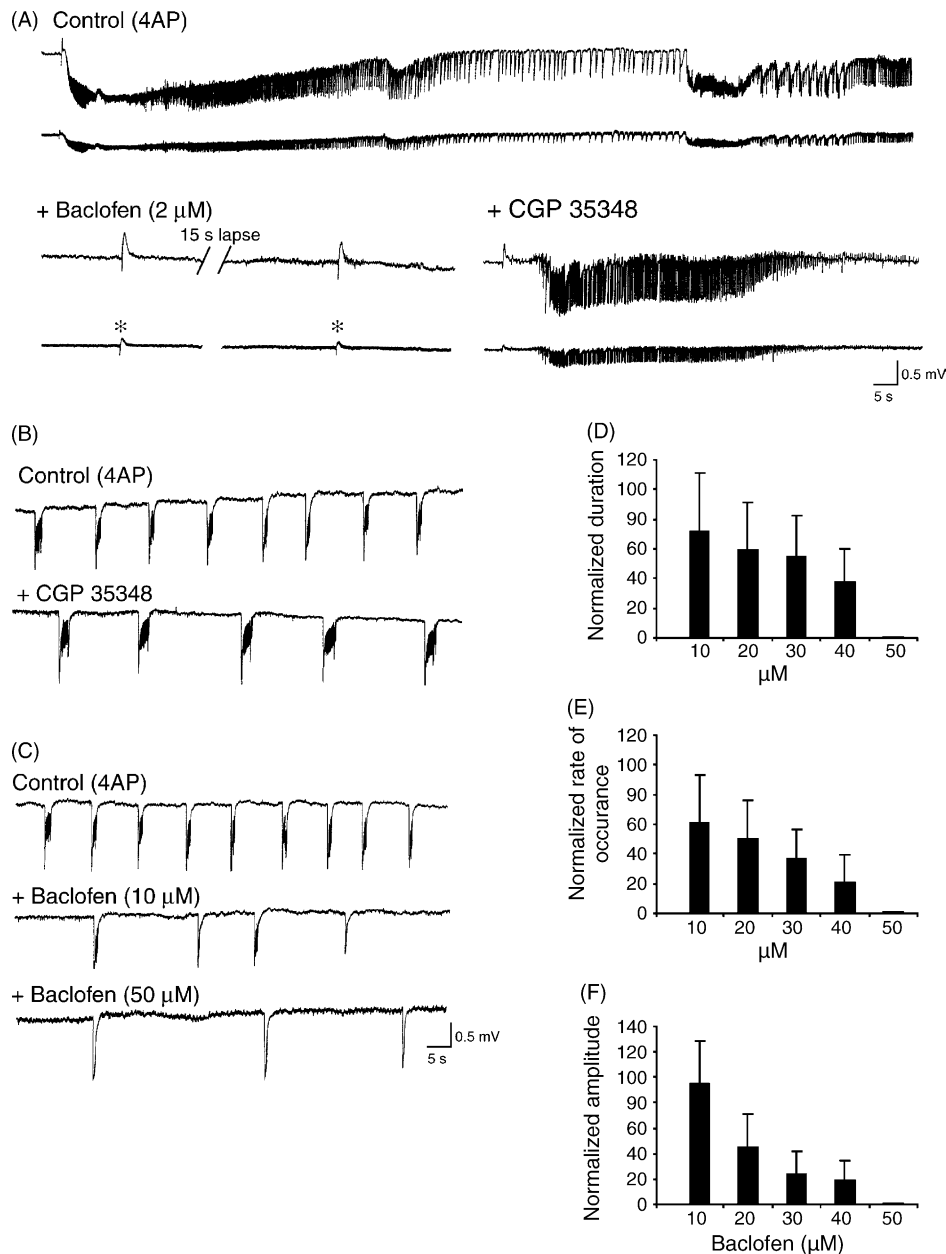 (A) Control (4AP)
+ Baclofen (2 µM)
15 s lapse
+ CGP 35348
*
*
0.5 mV
5 s
(B)
Control (4AP)
+ CGP 35348
(C)
Control (4AP)
+ Baclofen (10 µM)
+ Baclofen (50 µM)
0.5 mV
5 s
(D)
Normalized duration
120
100
90
60
40
20
0
10 20 30 40 50
µM
(E)
Normalized rate of
occurance
120
100
90
60
40
20
0
10 20 30 40 50
µM
(F)
Normalized amplitude
140
120
100
90
60
40
20
0
10 20 30 40 50
Baclofen (µM)